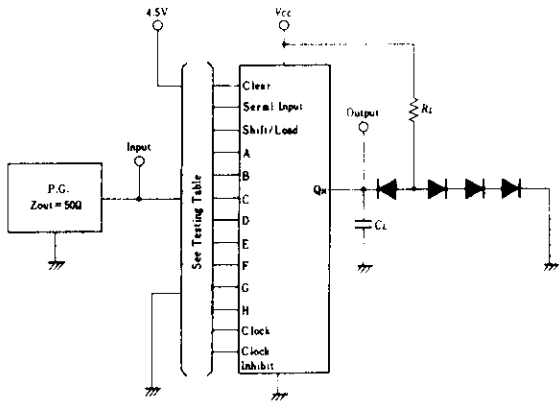 4.5V
Vcc
Clear
Serial Input
Shift/Load
A
B
C
D
E
F
G
H
Clock
Clock
Inhibit
Input
P.G.
Zout = 50Ω
See Testing Table
Output
RL
QH
CL